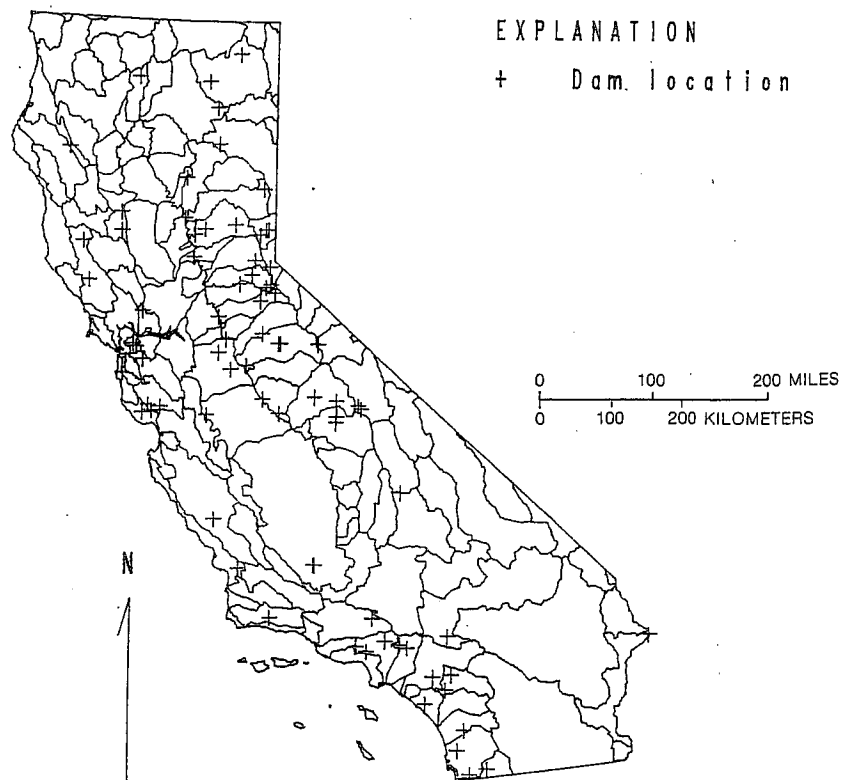 EXPLANATION
+ Dam. location
0 100 200 MILES
0 100 200 KILOMETERS
N